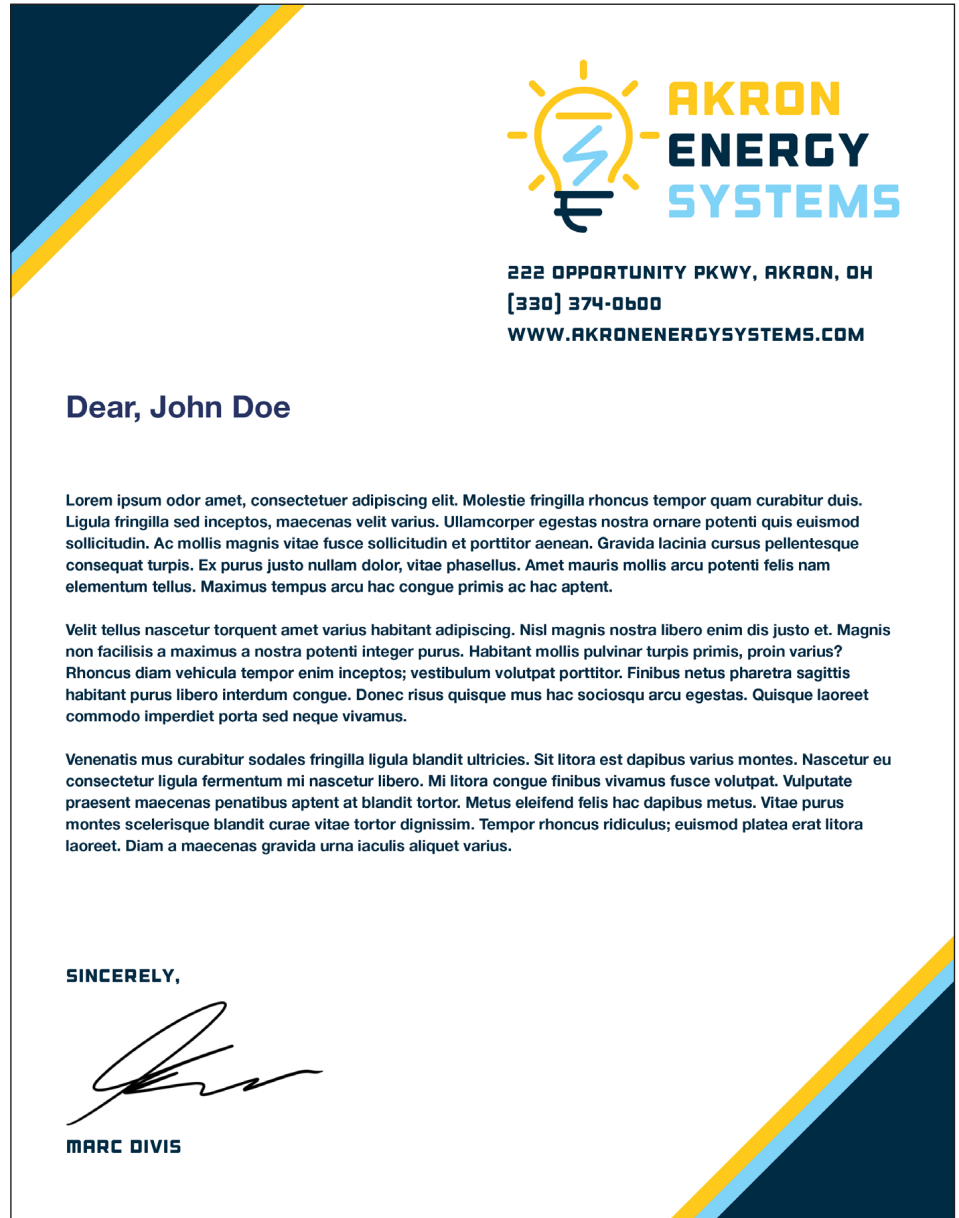 AKRON
ENERGY
SYSTEMS
222 OPPORTUNITY PKWY, AKRON, OH
(330) 374-0600
WWW.AKRONENERGYSYSTEMS.COM
Dear, John Doe
Lorem ipsum odor amet, consectetuer adipiscing elit. Molestie fringilla rhoncus tempor quam curabitur duis.
Ligula fringilla sed inceptos, maecenas velit varius. Ullamcorper egestas nostra ornare potenti quis euismod
sollicitudin. Ac mollis magnis vitae fusce sollicitudin et porttitor aenean. Gravida lacinia cursus pellentesque
consequat turpis. Ex purus justo nullam dolor, vitae phasellus. Amet mauris mollis arcu potenti felis nam
elementum tellus. Maximus tempus arcu hac congue primis ac hac aptent.
Velit tellus nascetur torquent amet varius habitant adipiscing. Nisl magnis nostra libero enim dis justo et. Magnis
non facilisis a maximus a nostra potenti integer purus. Habitant mollis pulvinar turpis primis, proin varius?
Rhoncus diam vehicula tempor enim inceptos; vestibulum volutpat porttitor. Finibus netus pharetra sagittis
habitant purus libero interdum congue. Donec risus quisque mus hac sociosqu arcu egestas. Quisque laoreet
commodo imperdiet porta sed neque vivamus.
Venenatis mus curabitur sodales fringilla ligula blandit ultricies. Sit litora est dapibus varius montes. Nascetur eu
consectetur ligula fermentum mi nascetur libero. Mi litora congue finibus vivamus fusce volutpat. Vulputate
praesent maecenas penatibus aptent at blandit tortor. Metus eleifend felis hac dapibus metus. Vitae purus
montes scelerisque blandit curae vitae tortor dignissim. Tempor rhoncus ridiculus; euismod platea erat litora
laoreet. Diam a maecenas gravida urna iaculis aliquet varius.
SINCERELY,
MARC DIVIS